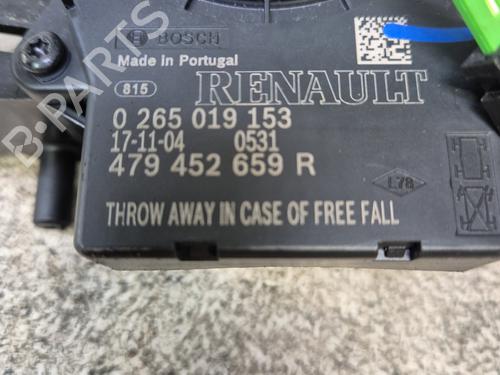 BOSCH
Made in Portugal
815
RENAULT
0 265 019 153
17-11-04 0531
479 452 659 R
L78
THROW AWAY IN CASE OF FREE FALL
B-PARTS